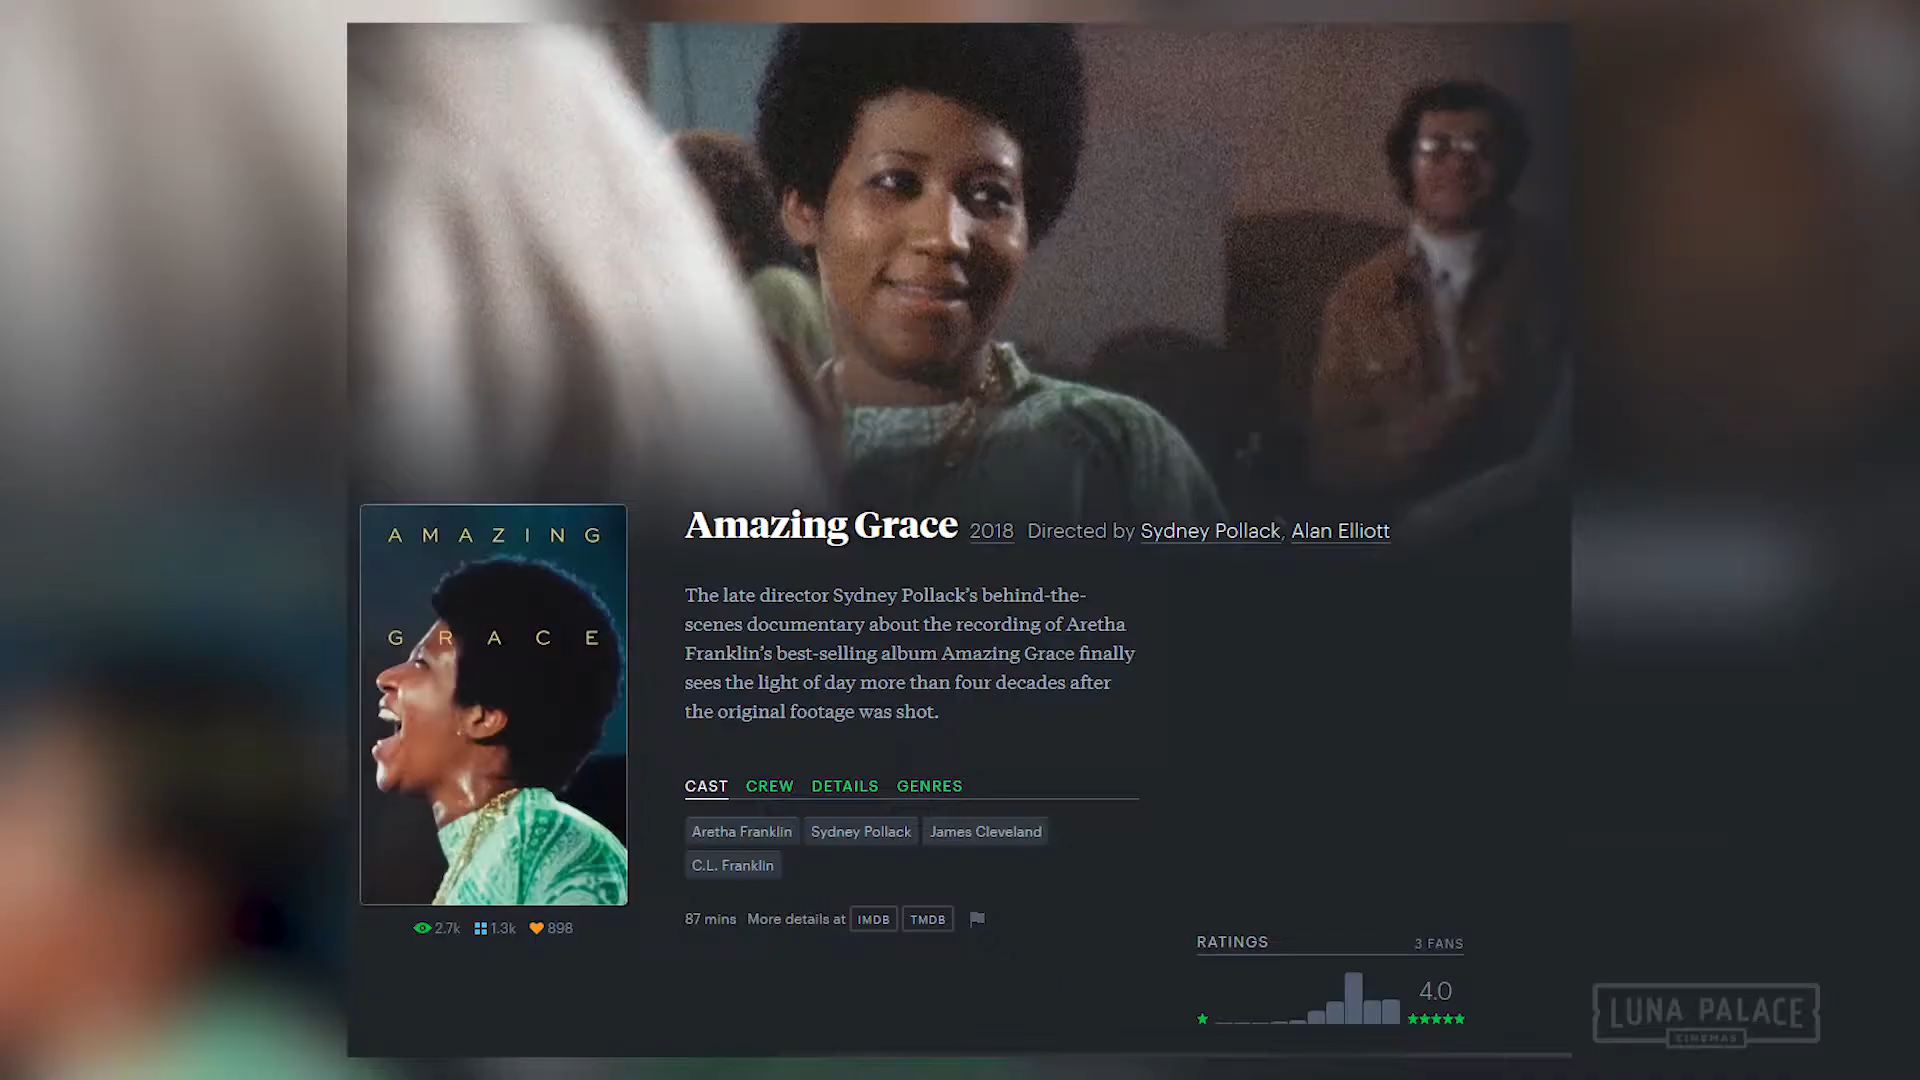 AMAZING
GRACE
Amazing Grace 2018 Directed by Sydney Pollack, Alan Elliott
The late director Sydney Pollack's behind-the-
scenes documentary about the recording of Aretha
Franklin's best-selling album Amazing Grace finally
sees the light of day more than four decades after
the original footage was shot.
CAST CREW DETAILS GENRES
Aretha Franklin Sydney Pollack James Cleveland
C.L. Franklin
87 mins More details at IMDB TMDB
2.7k 1.3k 898
RATINGS 3 FANS
4.0
LUNA PALACE
CINEMAS